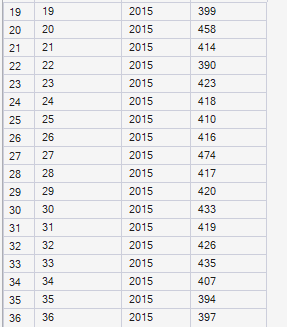 19 19 2015 399
20 20 2015 458
21 21 2015 414
22 22 2015 390
23 23 2015 423
24 24 2015 418
25 25 2015 410
26 26 2015 416
27 27 2015 474
28 28 2015 417
29 29 2015 420
30 30 2015 433
31 31 2015 419
32 32 2015 426
33 33 2015 435
34 34 2015 407
35 35 2015 394
36 36 2015 397